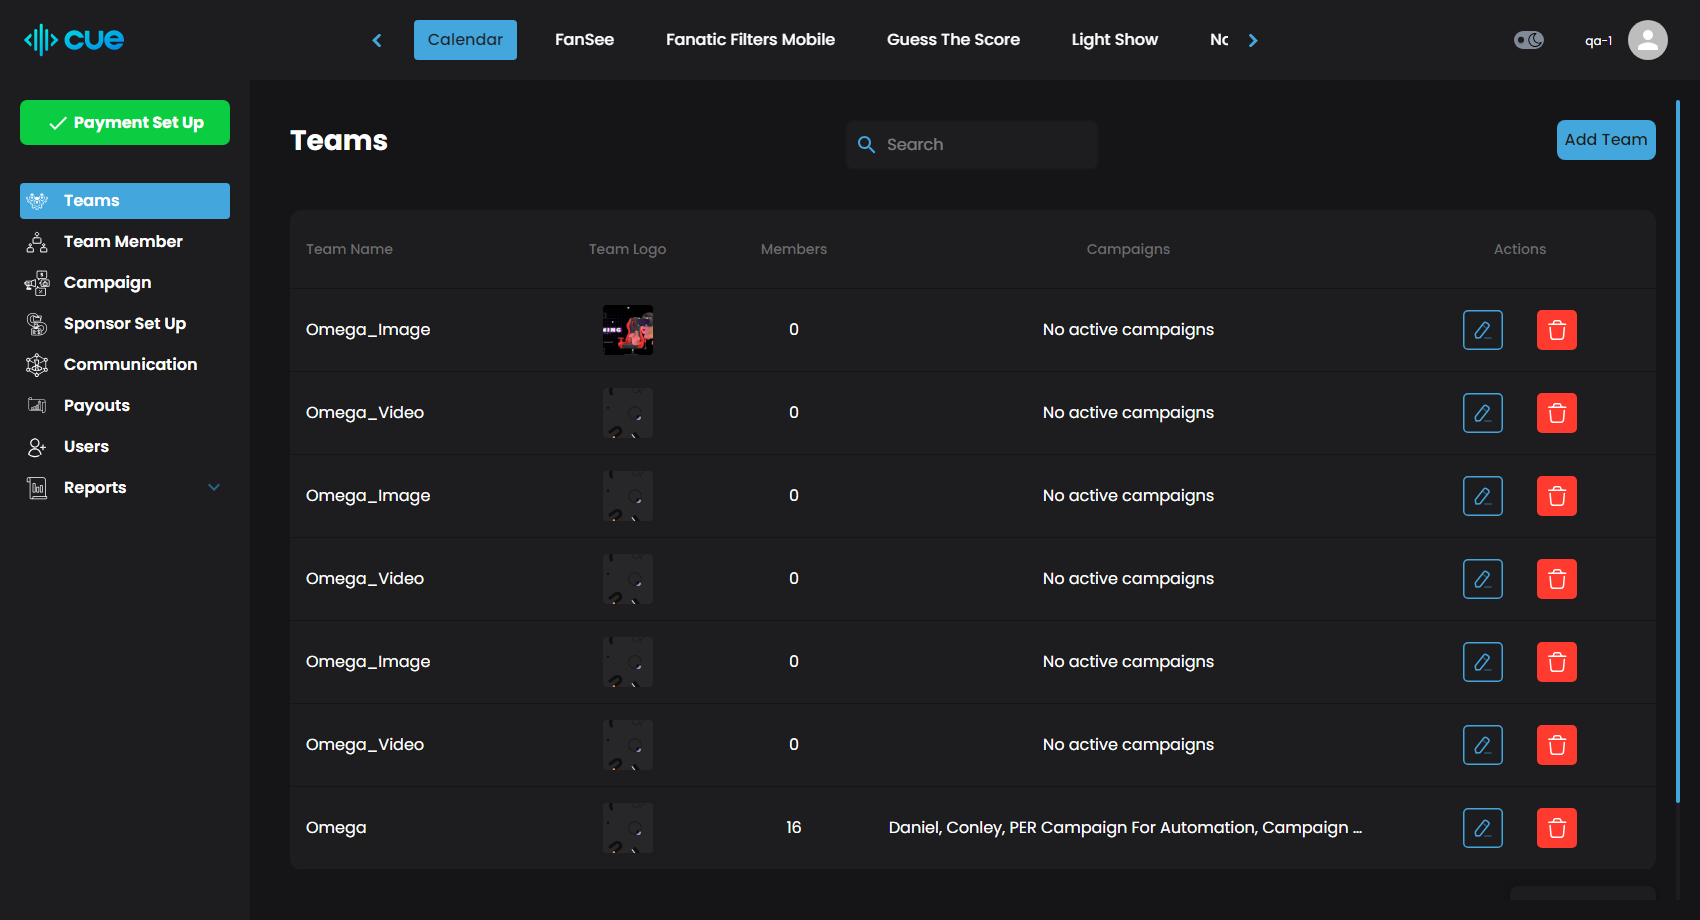 cue
Calendar
FanSee
Fanatic Filters Mobile
Guess The Score
Light Show
qa-1
Payment Set Up
Teams
Team Member
Campaign
Sponsor Set Up
Communication
Payouts
Users
Reports
Teams
Search
Add Team
Team Name Team Logo Members Campaigns Actions
Omega_Image 0 No active campaigns
Omega_Video 0 No active campaigns
Omega_Image 0 No active campaigns
Omega_Video 0 No active campaigns
Omega_Image 0 No active campaigns
Omega_Video 0 No active campaigns
Omega 16 Daniel, Conley, PER Campaign For Automation, Campaign ...